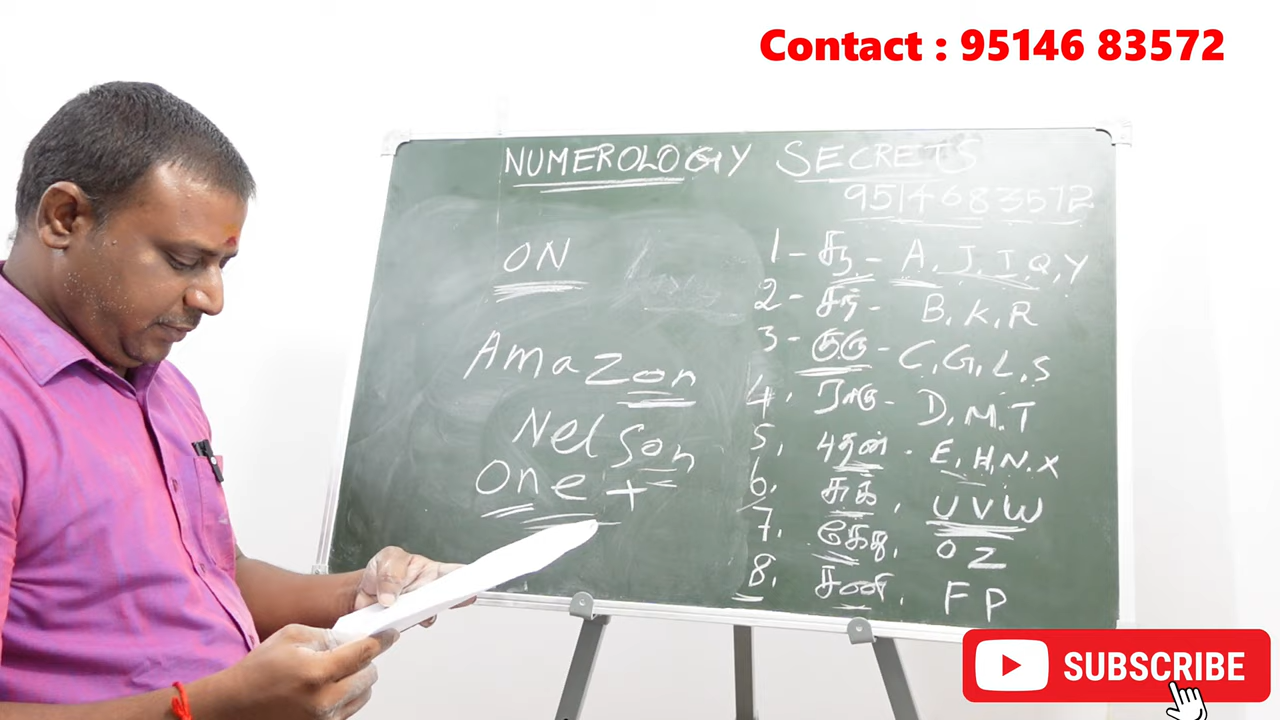 Contact : 95146 83572
NUMEROLOGY SECRETS
9514683572
ON
Amazon
Nelson
One +
1 - சூ - A, J, I, Q, Y
2 - சந் - B, K, R
3 - குரு - C, G, L, S
4, ராகு - D, M, T
5, புதன் - E, H, N, X
6, சுக் , U V W
7, கேது, O Z
8, சனி , F P
SUBSCRIBE